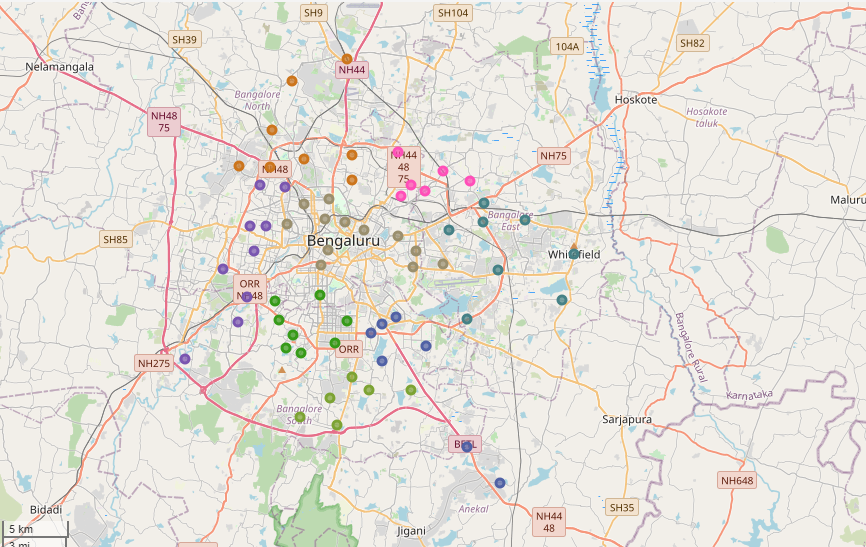 SH9
SH104
SH39
104A
SH82
Nelamangala
NH44
Bangalore
North
Hoskote
Hosakote
taluk
NH48
75
NH44
48
75
NH75
NH48
Maluru
Bangalore
East
SH85
Bengaluru
Whitefield
ORR
NH48
Bangalore Rural
NH275
ORR
Karnataka
Bangalore
South
Sarjapura
BETL
NH648
Bidadi
Anekal
SH35
NH44
48
5 km
3 mi
Jigani